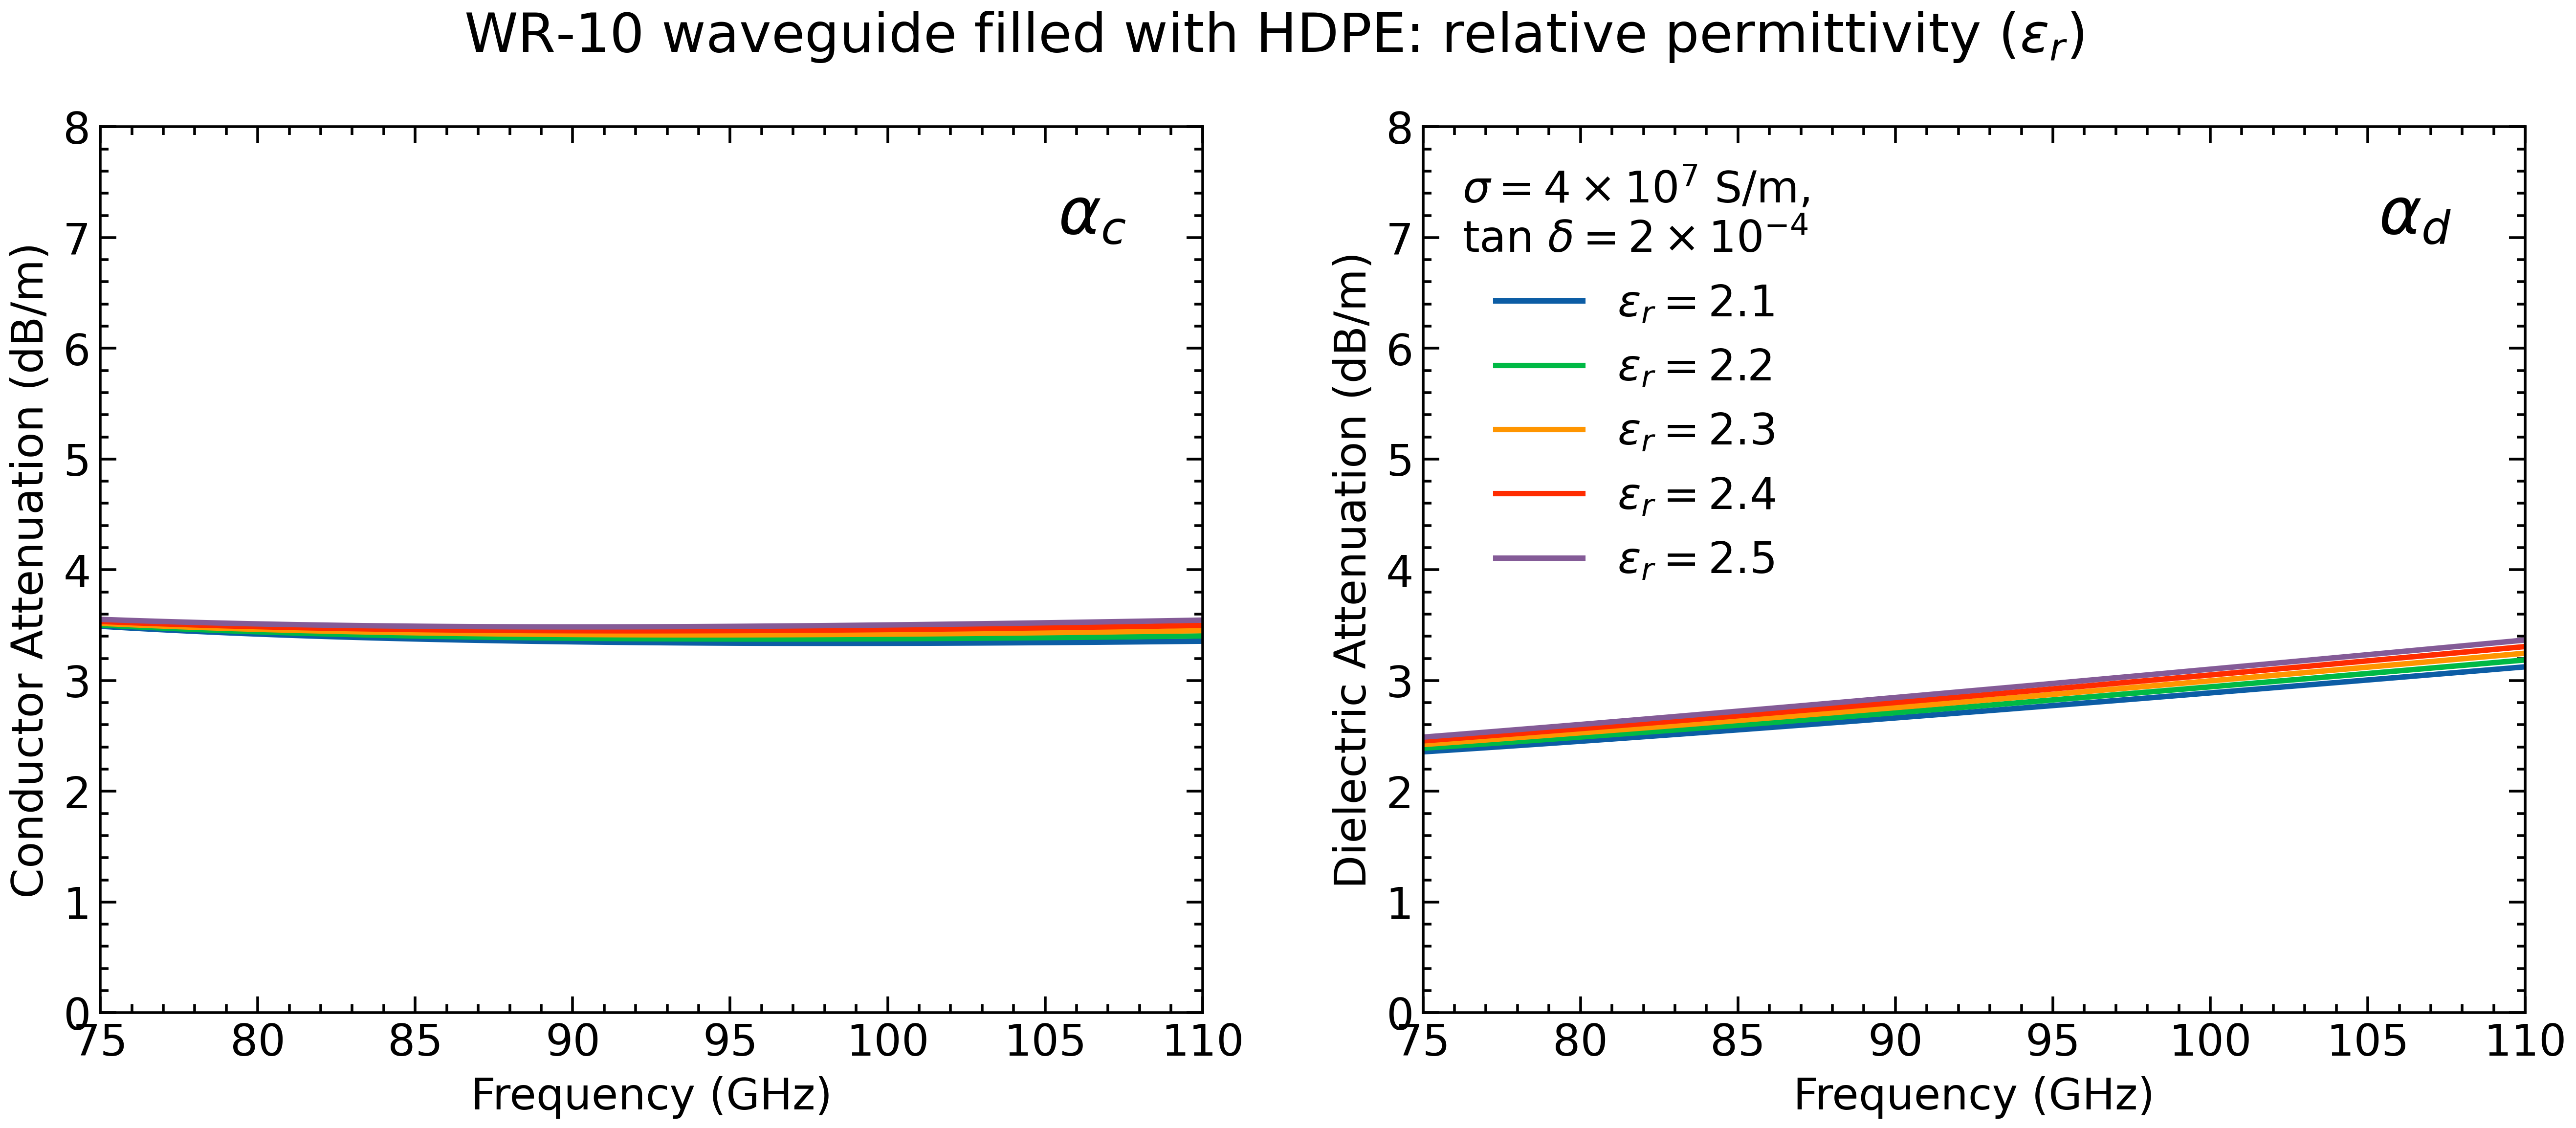 WR-10 waveguide filled with HDPE: relative permittivity (εᵣ)
Conductor Attenuation (dB/m)
8
7
6
5
4
3
2
1
0
α_c
75 80 85 90 95 100 105 110
Frequency (GHz)
Dielectric Attenuation (dB/m)
8
7
6
5
4
3
2
1
0
σ = 4 × 10⁷ S/m,
tan δ = 2 × 10⁻⁴
εᵣ = 2.1
εᵣ = 2.2
εᵣ = 2.3
εᵣ = 2.4
εᵣ = 2.5
α_d
75 80 85 90 95 100 105 110
Frequency (GHz)